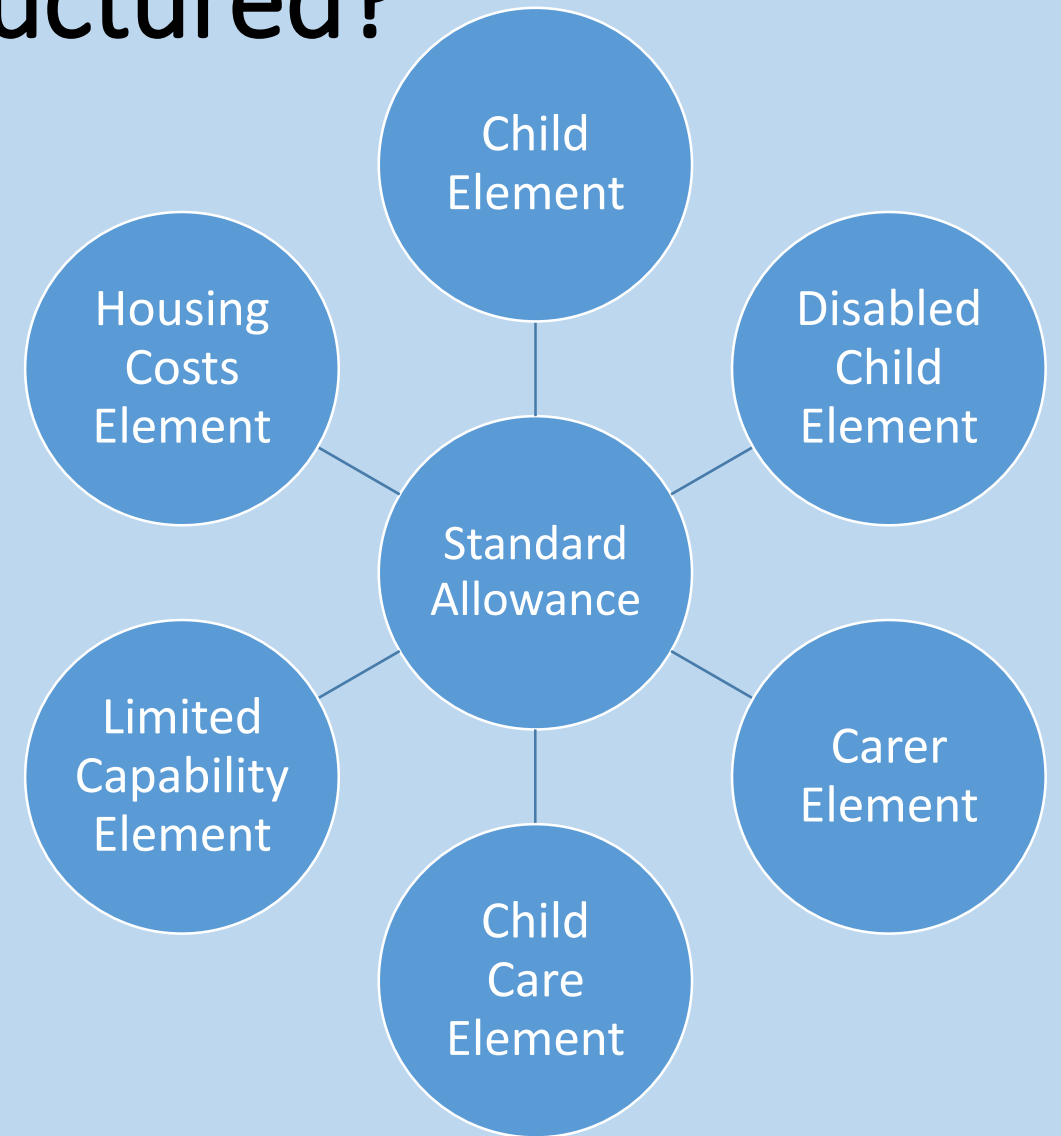 uctured?
Child
Element
Disabled
Child
Element
Carer
Element
Child
Care
Element
Limited
Capability
Element
Housing
Costs
Element
Standard
Allowance